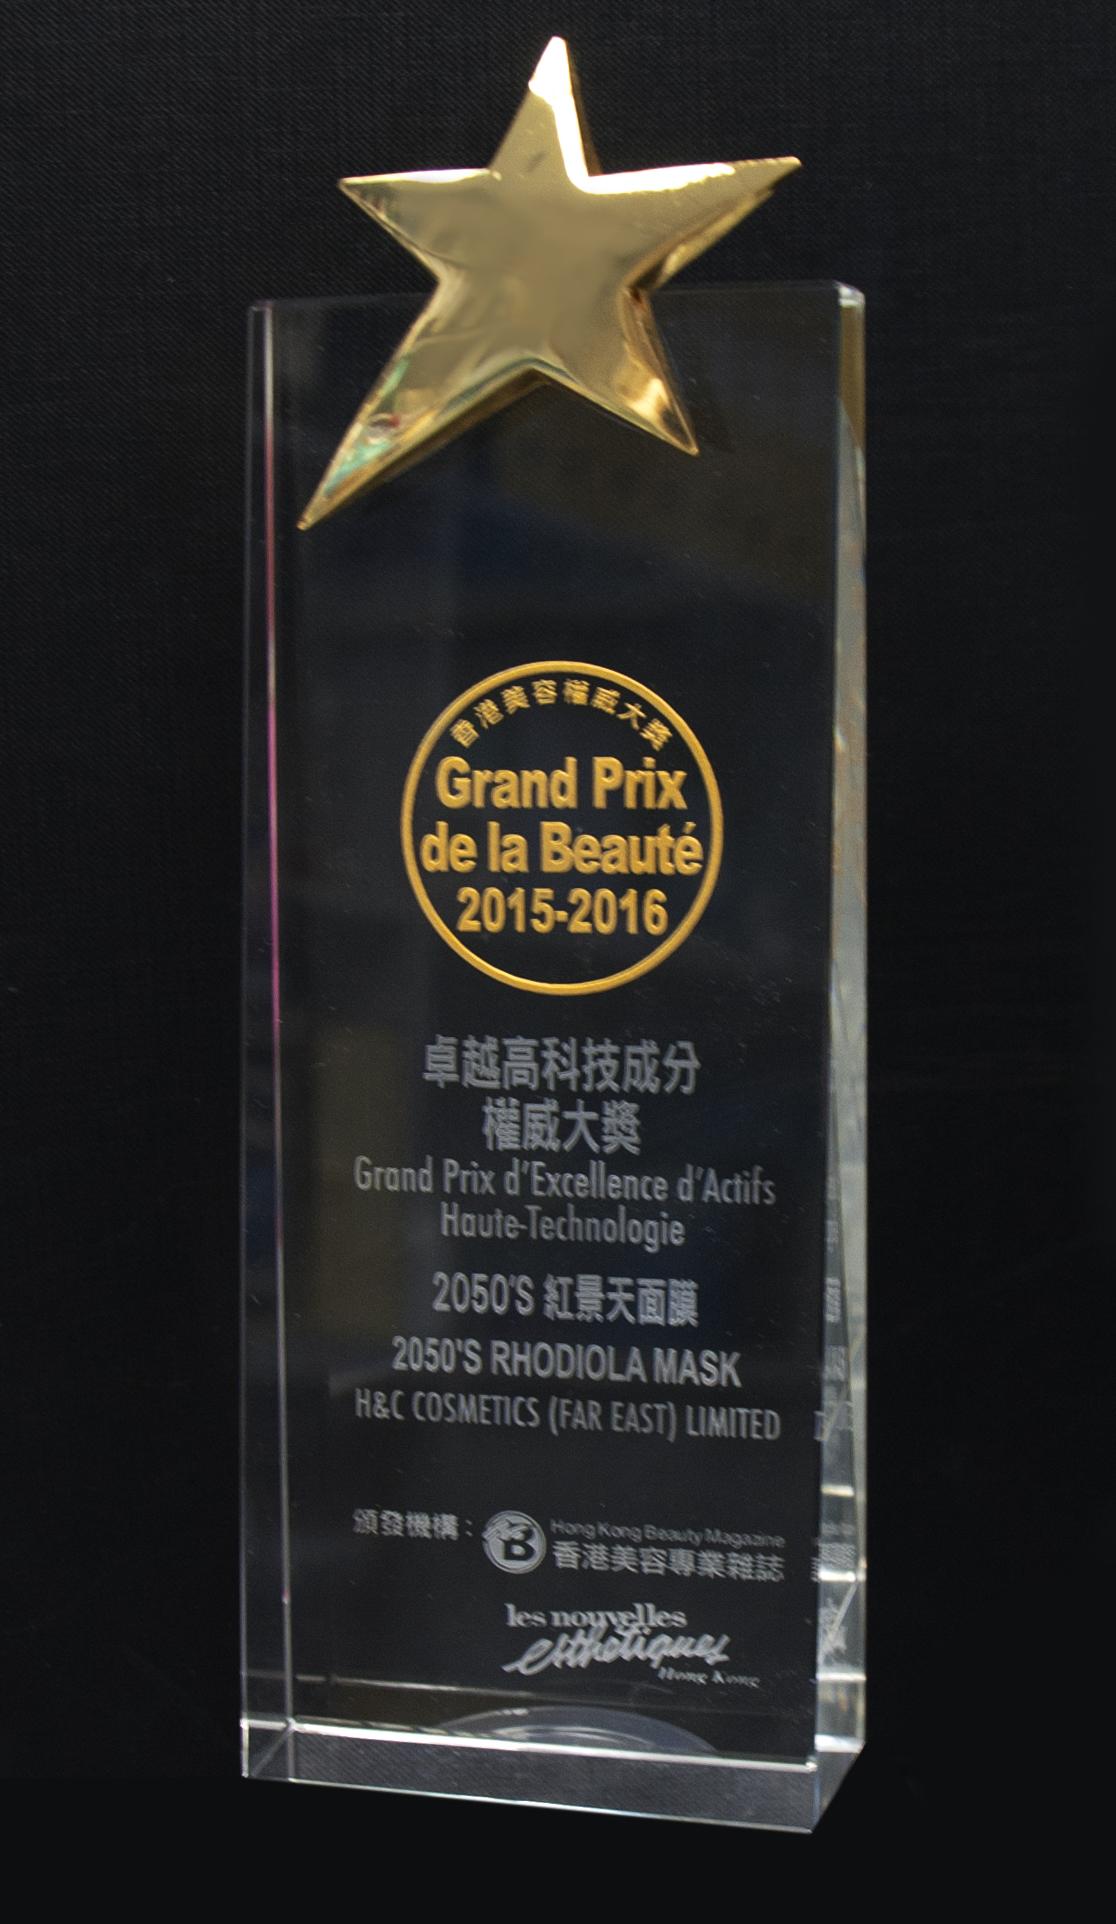 香港美容權威大獎
Grand Prix
de la Beauté
2015-2016
卓越高科技成分
權威大獎
Grand Prix d'Excellence d'Actifs
Haute-Technologie
2050'S 紅景天面膜
2050'S RHODIOLA MASK
H&C COSMETICS (FAR EAST) LIMITED
頒發機構：
B
Hong Kong Beauty Magazine
香港美容專業雜誌
les nouvelles
esthétiques
Hong Kong